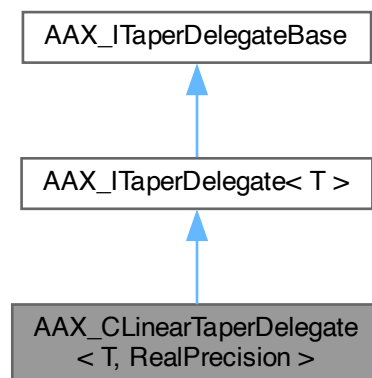 AAX_ITaperDelegateBase
AAX_ITaperDelegate< T >
AAX_CLinearTaperDelegate
< T, RealPrecision >